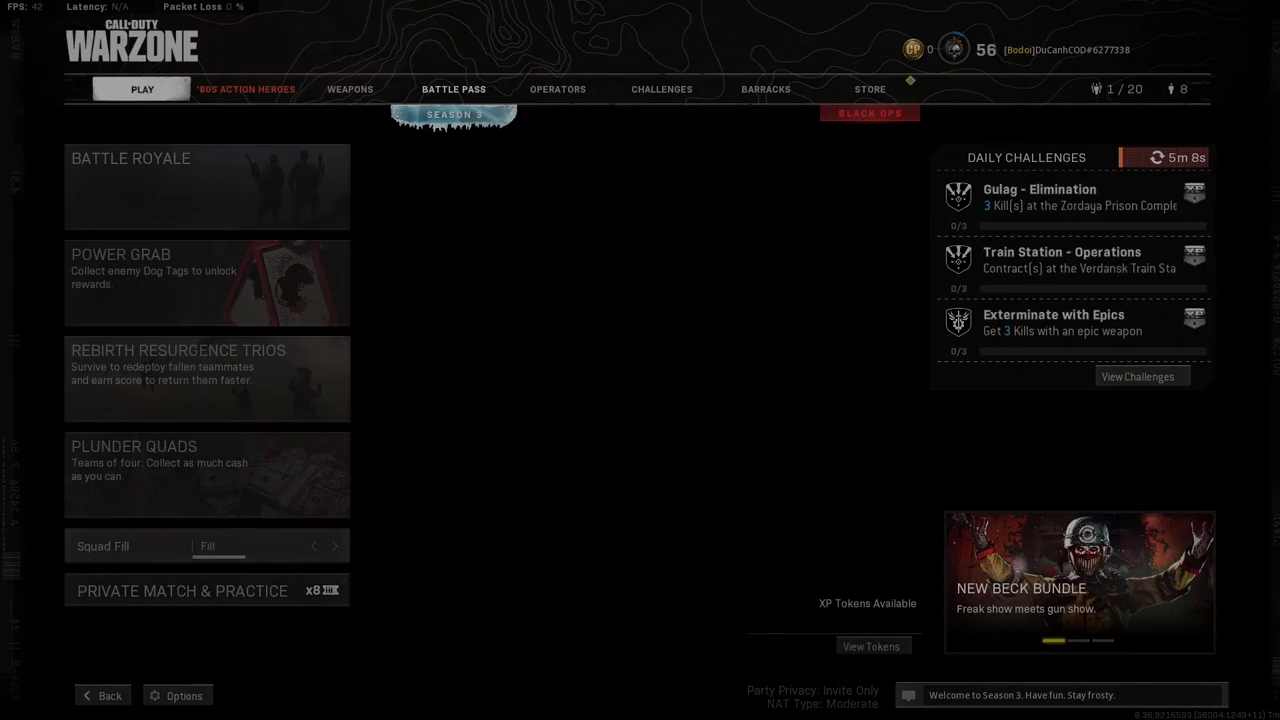 FPS: 42 Latency: N/A Packet Loss 0 %
CALL·DUTY
WARZONE
CP 0 56 [Bodoi]DuCanhCOD#6277338
PLAY '80S ACTION HEROES WEAPONS BATTLE PASS OPERATORS CHALLENGES BARRACKS STORE 1 / 20 8
SEASON 3 BLACK OPS
BATTLE ROYALE
POWER GRAB
Collect enemy Dog Tags to unlock
rewards.
REBIRTH RESURGENCE TRIOS
Survive to redeploy fallen teammates
and earn score to return them faster.
PLUNDER QUADS
Teams of four. Collect as much cash
as you can.
Squad Fill Fill
PRIVATE MATCH & PRACTICE x8
DAILY CHALLENGES 5m 8s
Gulag - Elimination XP
3 Kill(s) at the Zordaya Prison Comple
0/3
Train Station - Operations XP
Contract(s) at the Verdansk Train Sta
0/3
Exterminate with Epics XP
Get 3 Kills with an epic weapon
0/3
View Challenges
NEW BECK BUNDLE
Freak show meets gun show.
XP Tokens Available
View Tokens
Back Options
Party Privacy: Invite Only
NAT Type: Moderate
Welcome to Season 3. Have fun. Stay frosty.